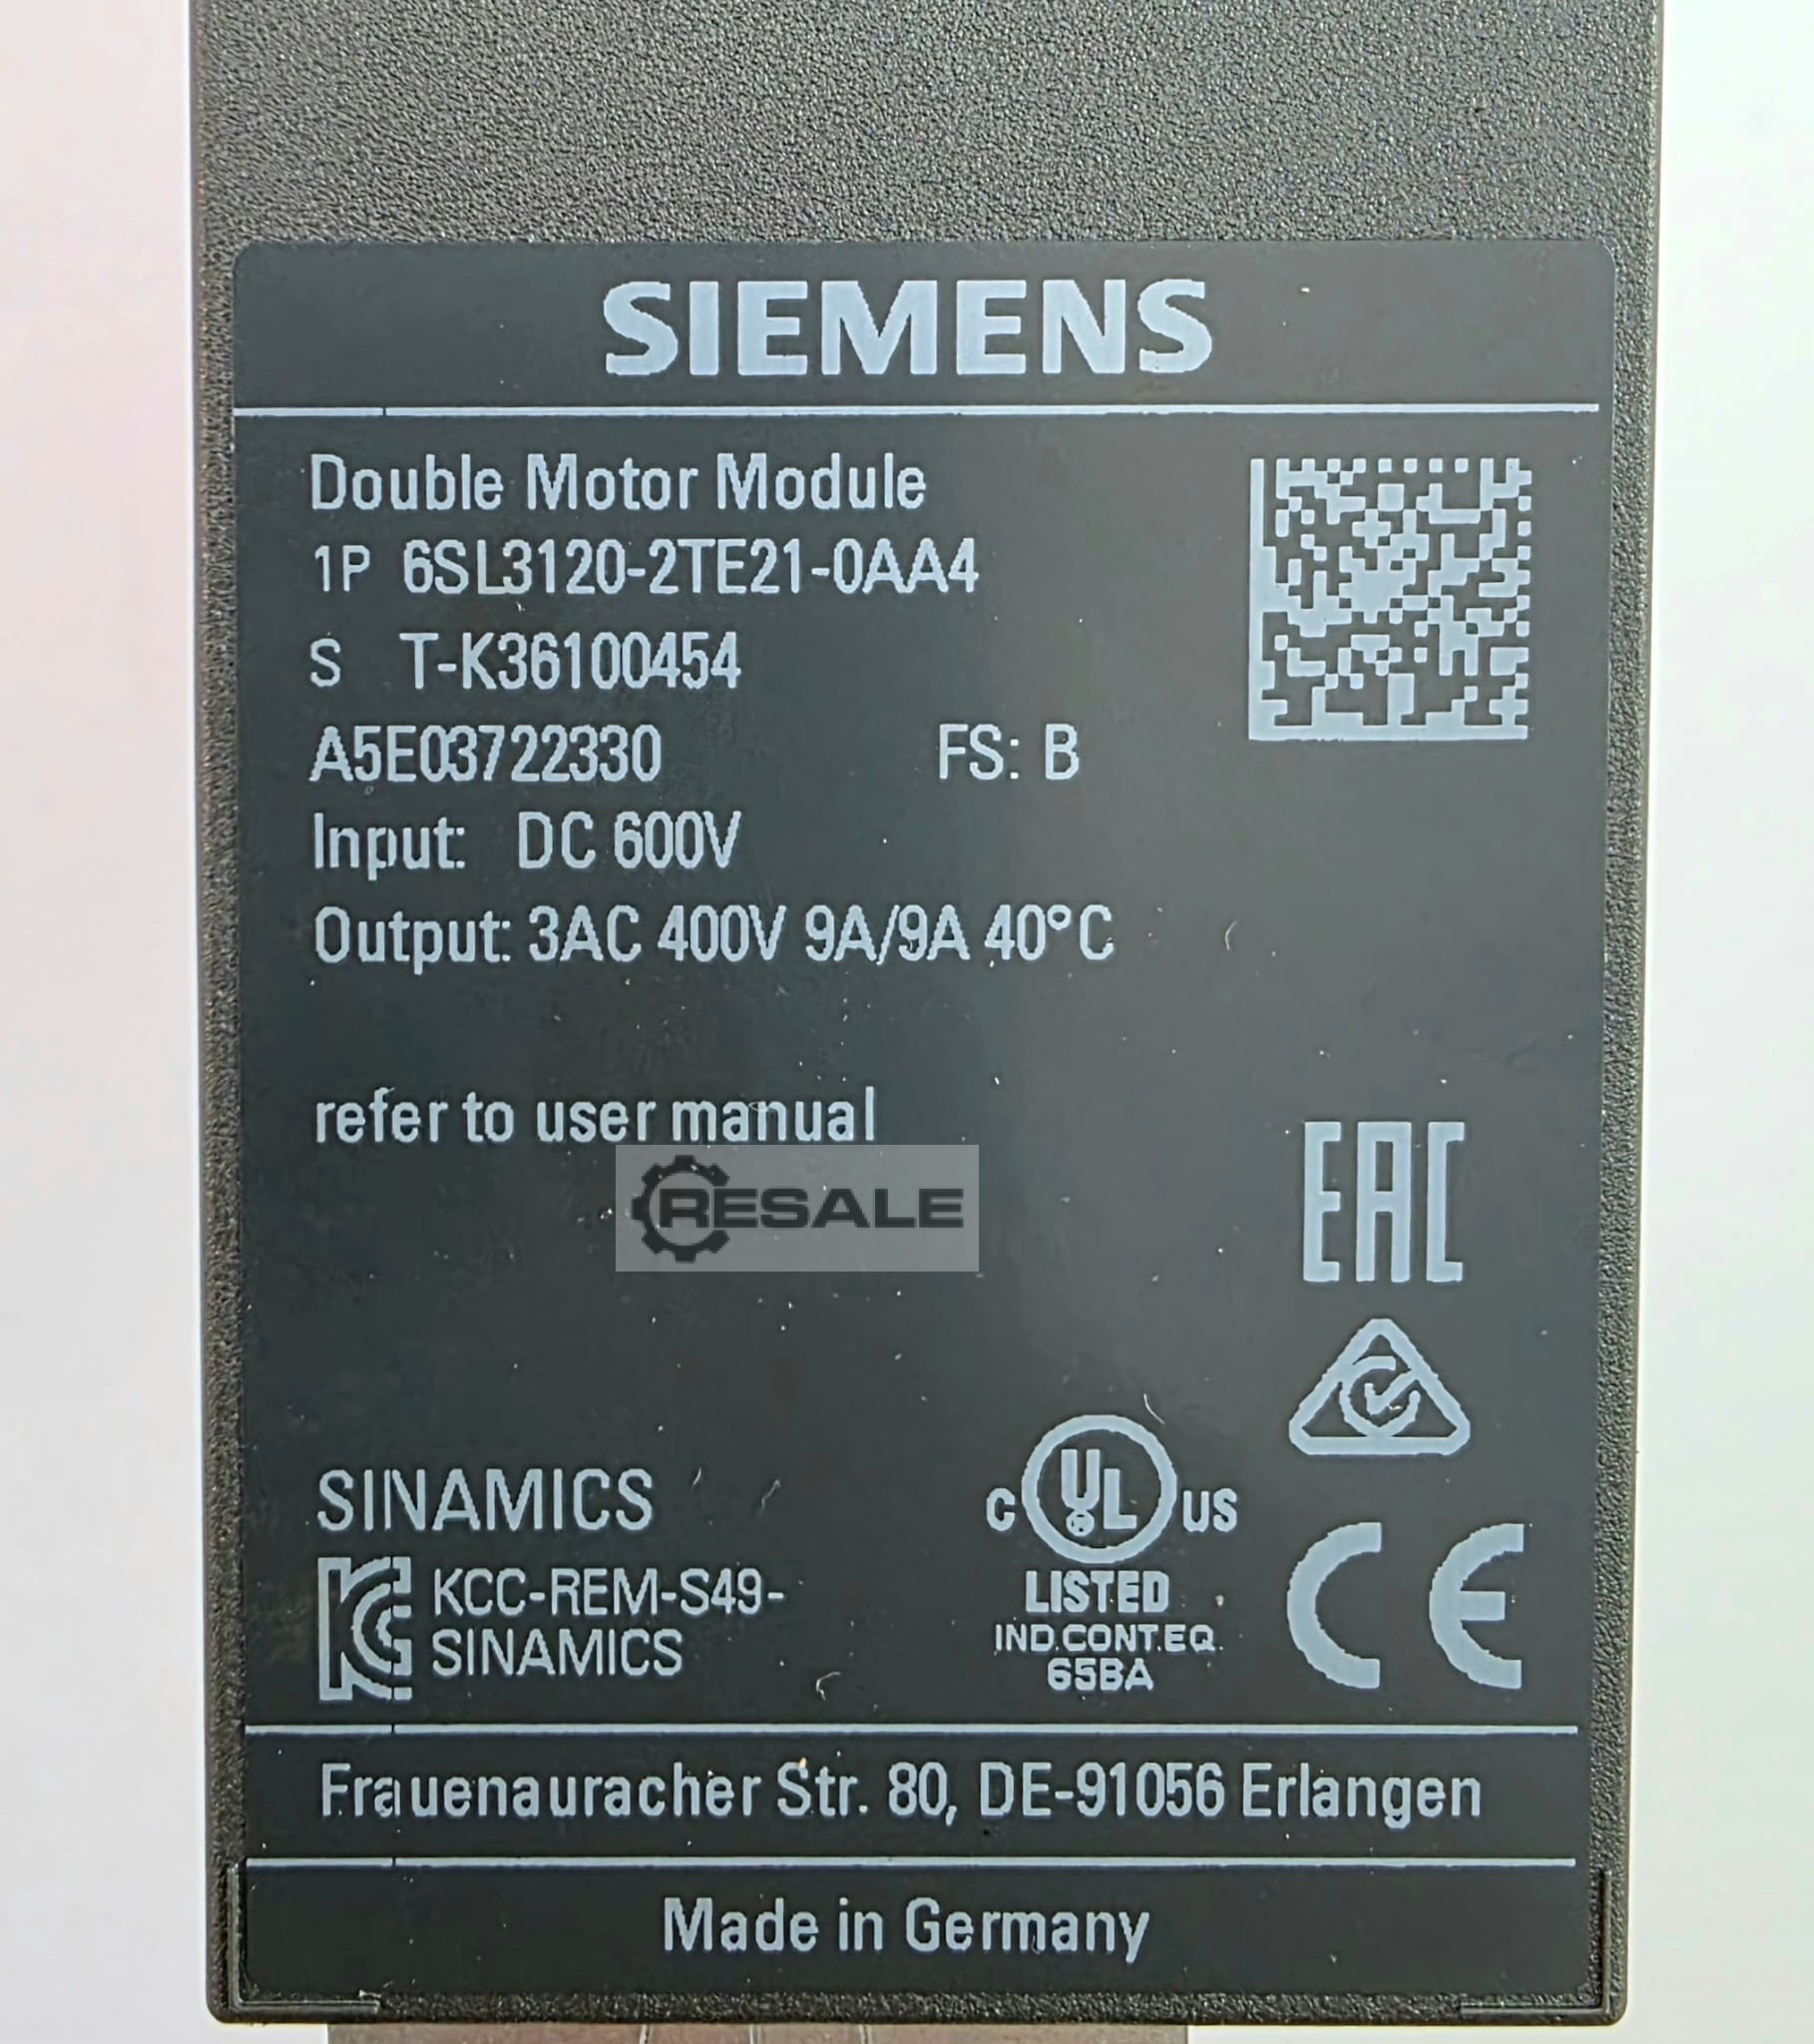 SIEMENS
Double Motor Module
1P 6SL3120-2TE21-0AA4
S T-K36100454
A5E03722330 FS: B
Input: DC 600V
Output: 3AC 400V 9A/9A 40°C
refer to user manual
RESALE
EAC
SINAMICS
C UL US
LISTED
IND.CONT.EQ.
65BA
KCC-REM-S49-
SINAMICS
CE
Frauenauracher Str. 80, DE-91056 Erlangen
Made in Germany